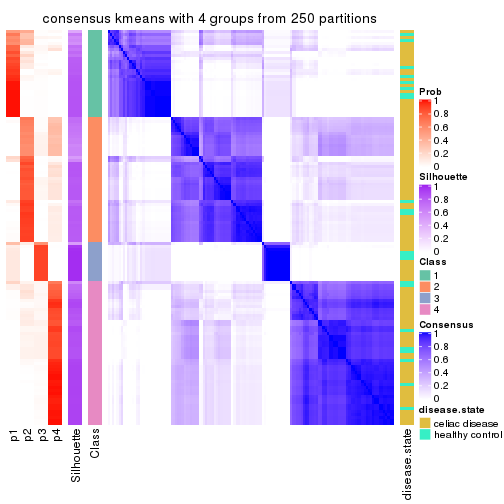 consensus kmeans with 4 groups from 250 partitions
Prob
1
0.8
0.6
0.4
0.2
0
Silhouette
1
0.8
0.6
0.4
0.2
0
Class
1
2
3
4
Consensus
1
0.8
0.6
0.4
0.2
0
disease.state
celiac disease
healthy control
p1
p2
p3
p4
Silhouette
Class
disease.state